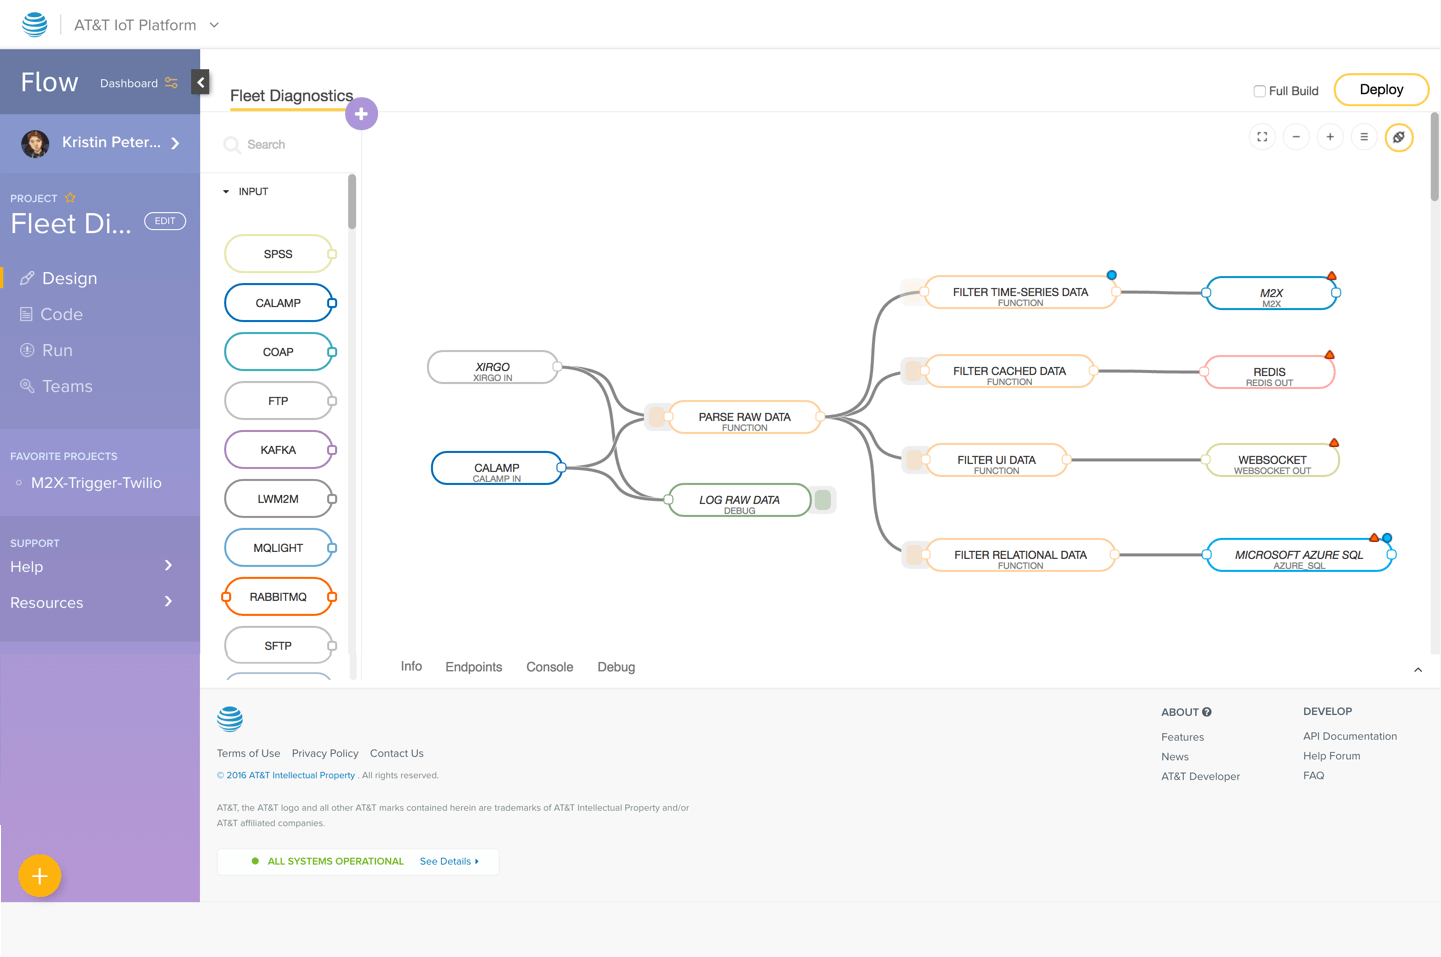 AT&T IoT Platform
Flow
Dashboard
Kristin Peter...
PROJECT
Fleet Di...
EDIT
Design
Code
Run
Teams
FAVORITE PROJECTS
M2X-Trigger-Twilio
SUPPORT
Help
Resources
Fleet Diagnostics
Full Build
Deploy
Search
INPUT
SPSS
CALAMP
COAP
FTP
KAFKA
LWM2M
MQLIGHT
RABBITMQ
SFTP
XIRGO
XIRGO IN
CALAMP
CALAMP IN
PARSE RAW DATA
FUNCTION
LOG RAW DATA
DEBUG
FILTER TIME-SERIES DATA
FUNCTION
M2X
M2X
FILTER CACHED DATA
FUNCTION
REDIS
REDIS OUT
FILTER UI DATA
FUNCTION
WEBSOCKET
WEBSOCKET OUT
FILTER RELATIONAL DATA
FUNCTION
MICROSOFT AZURE SQL
AZURE_SQL
Info Endpoints Console Debug
Terms of Use Privacy Policy Contact Us
© 2016 AT&T Intellectual Property . All rights reserved.
AT&T, the AT&T logo and all other AT&T marks contained herein are trademarks of AT&T Intellectual Property and/or
AT&T affiliated companies.
ALL SYSTEMS OPERATIONAL See Details
ABOUT
Features
News
AT&T Developer
DEVELOP
API Documentation
Help Forum
FAQ